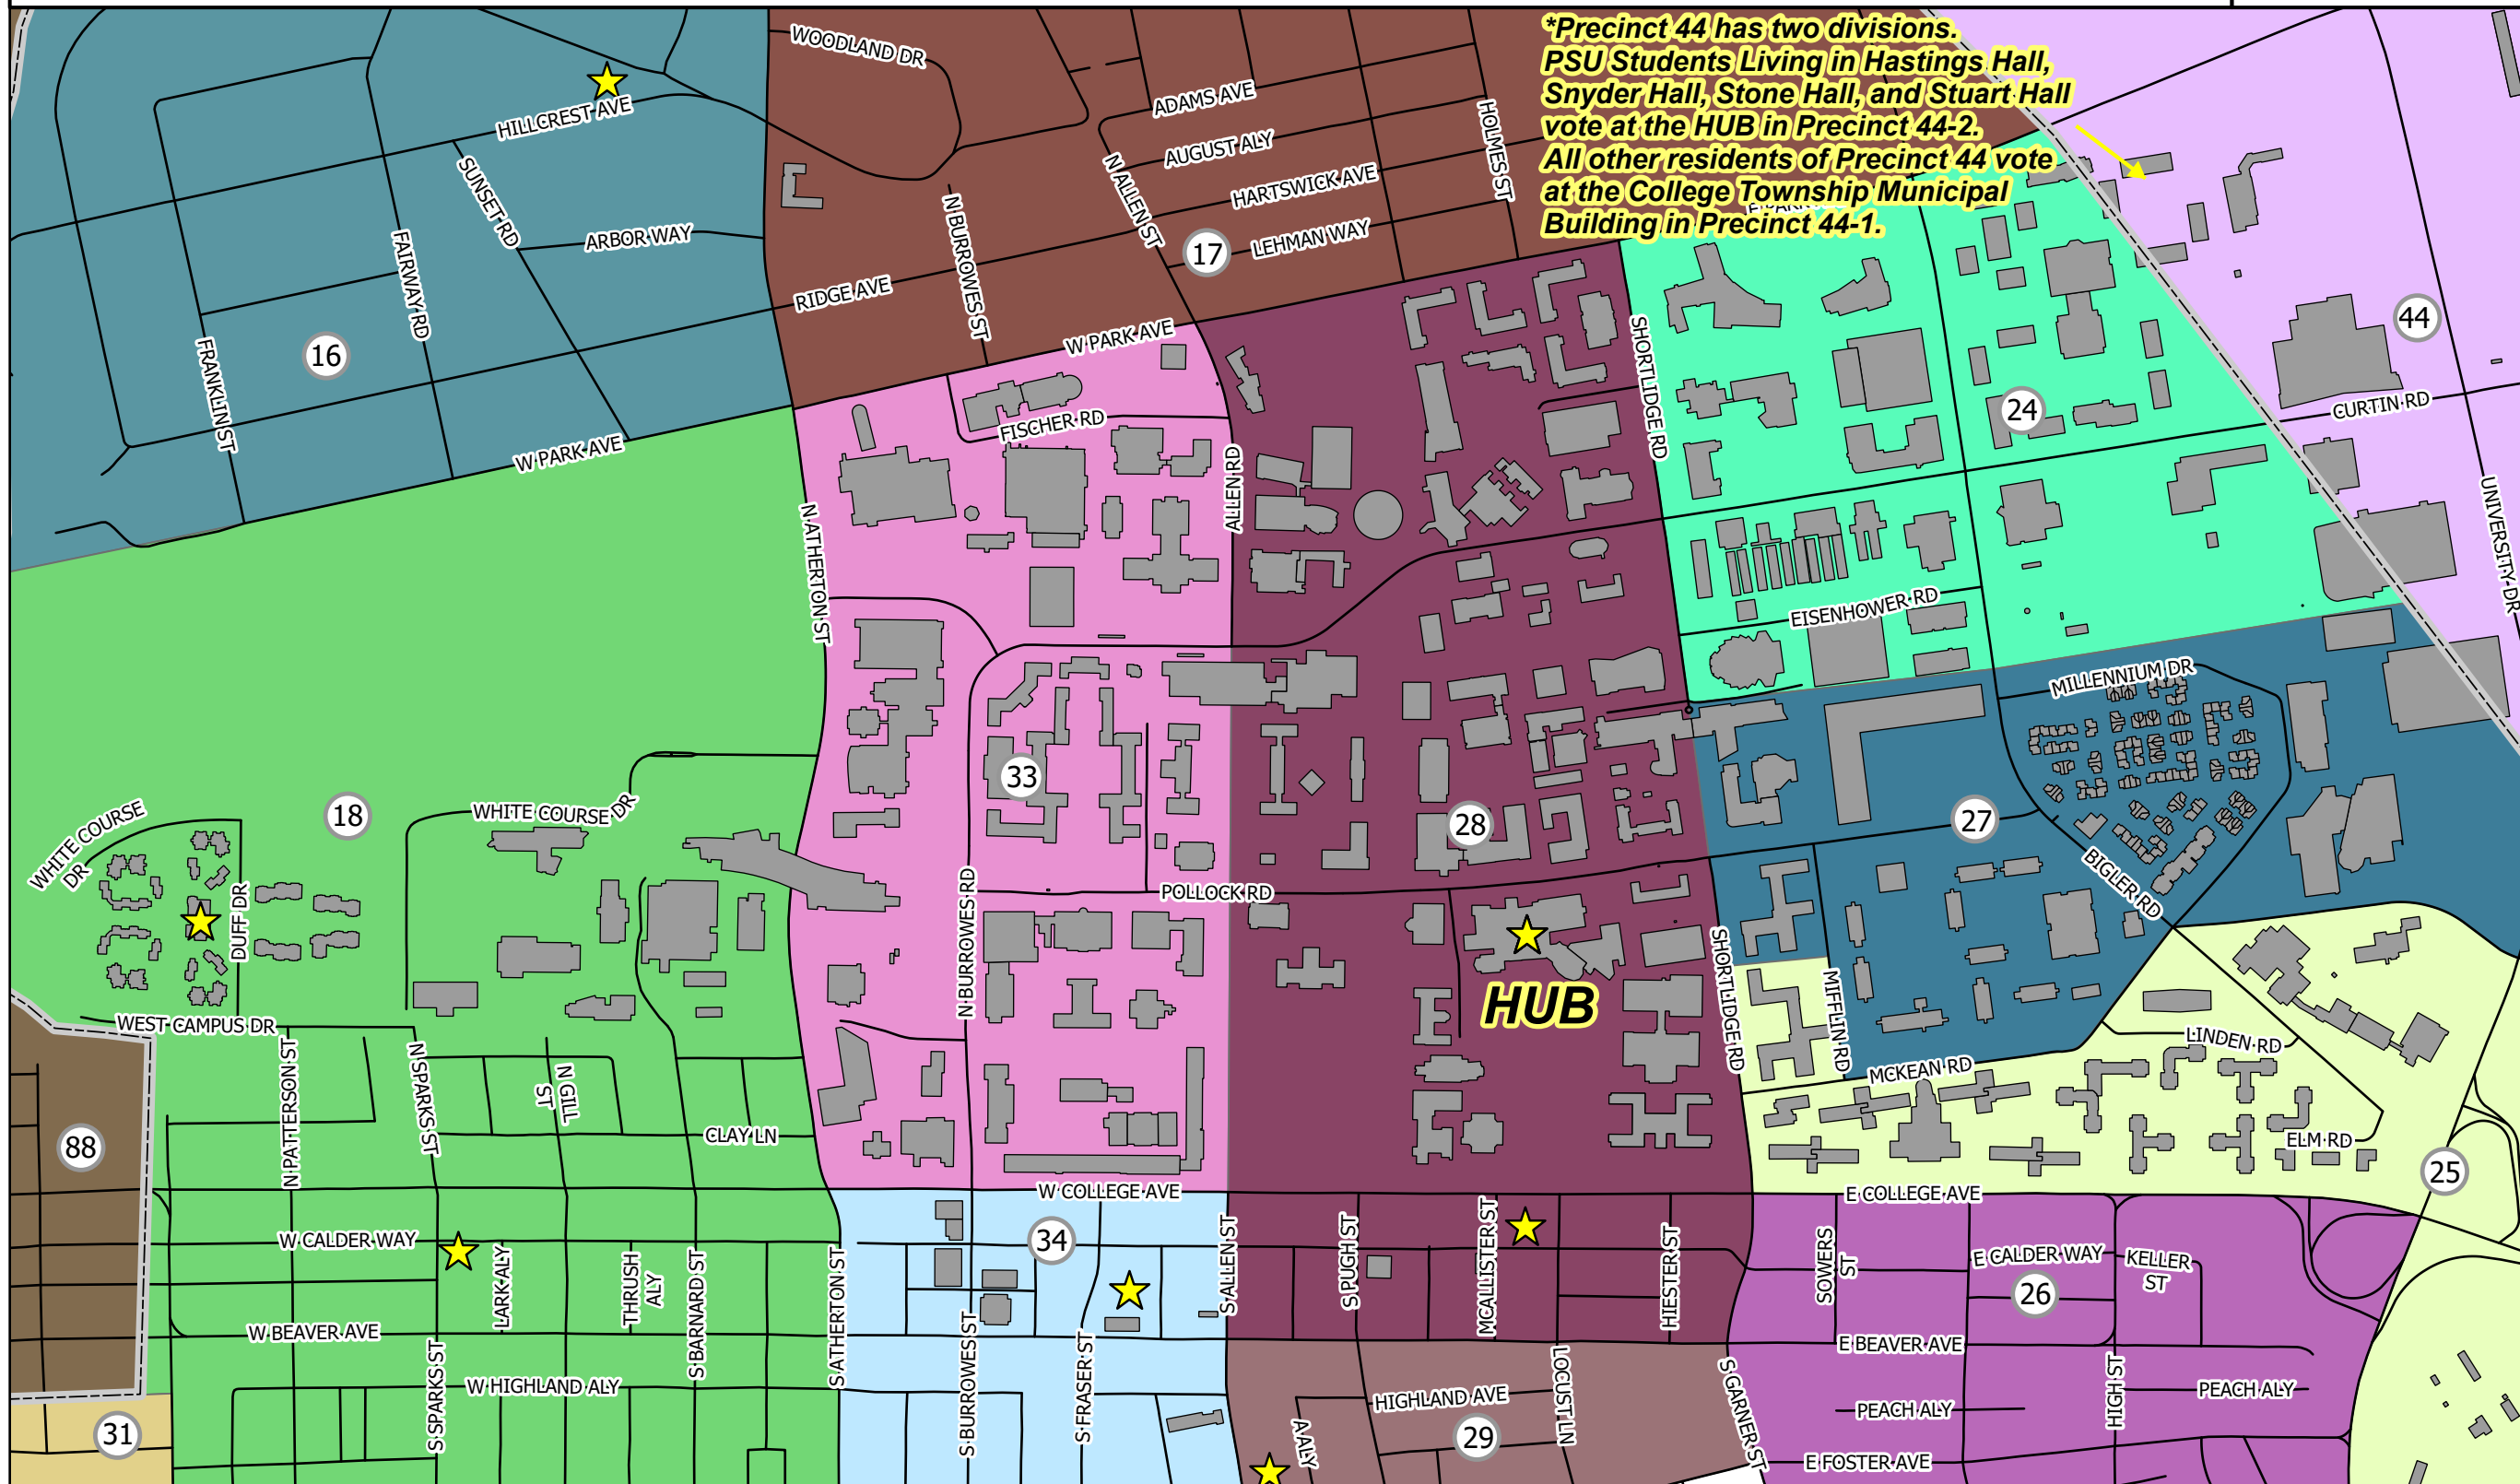 *Precinct 44 has two divisions.
PSU Students Living in Hastings Hall,
Snyder Hall, Stone Hall, and Stuart Hall
vote at the HUB in Precinct 44-2.
All other residents of Precinct 44 vote
at the College Township Municipal
Building in Precinct 44-1.
WOODLAND DR
ADAMS AVE
HILLCREST AVE
AUGUST ALY
HOLMES ST
SUNSET RD
N ALLEN ST
HARTSWICK AVE
ARBOR WAY
N BURROWES ST
LEHMAN WAY
17
FAIRWAY RD
RIDGE AVE
W PARK AVE
16
FRANKLIN ST
SHORTLIDGE RD
44
24
CURTIN RD
FISCHER RD
W PARK AVE
ALLEN RD
N ATHERTON ST
UNIVERSITY DR
EISENHOWER RD
MILLENNIUM DR
33
18
WHITE COURSE DR
WHITE COURSE
DR
28
27
BIGLER RD
POLLOCK RD
DUFF DR
N BURROWES RD
HUB
SHORTLIDGE RD
MIFFLIN RD
WEST CAMPUS DR
LINDEN RD
MCKEAN RD
N PATTERSON ST
N SPARKS ST
N GILL
ST
CLAY LN
88
ELM RD
25
W COLLEGE AVE
E COLLEGE AVE
W CALDER WAY
34
LARK ALY
THRUSH
ALY
S BARNARD ST
S ATHERTON ST
S ALLEN ST
S PUGH ST
MCALLISTER ST
HIESTER ST
SOWERS
ST
E CALDER WAY
KELLER
ST
26
W BEAVER AVE
S BURROWES ST
S FRASER ST
E BEAVER AVE
S SPARKS ST
W HIGHLAND ALY
HIGHLAND AVE
LOCUST LN
S GARNER ST
HIGH ST
PEACH ALY
PEACH ALY
31
A ALY
29
E FOSTER AVE